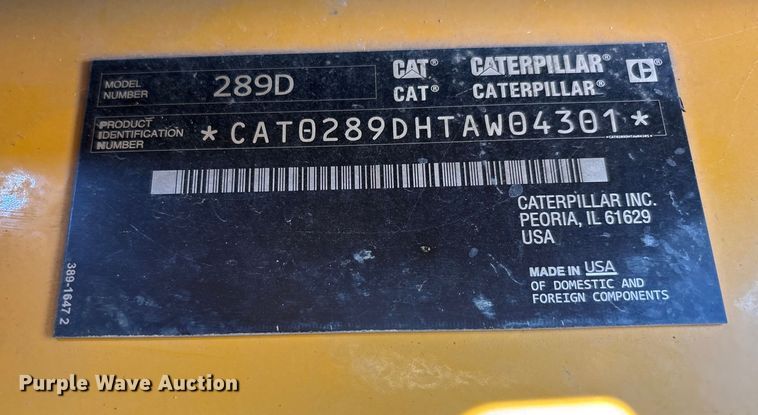 MODEL NUMBER 289D
CAT® CATERPILLAR®
CAT® CATERPILLAR®
PRODUCT IDENTIFICATION NUMBER *CAT0289DHTAW04301*
CATERPILLAR INC.
PEORIA, IL 61629
USA
MADE IN USA
OF DOMESTIC AND
FOREIGN COMPONENTS
389-1647 2
Purple Wave Auction